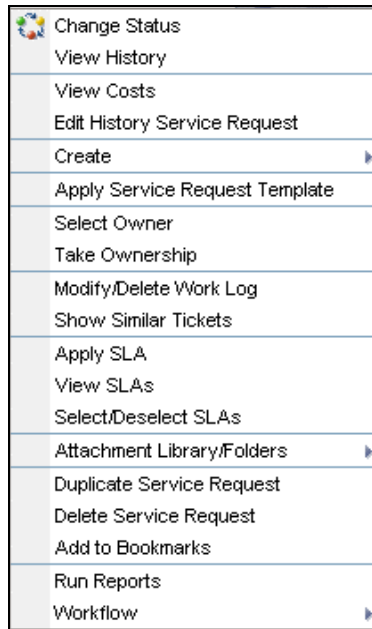 Change Status
View History
View Costs
Edit History Service Request
Create
Apply Service Request Template
Select Owner
Take Ownership
Modify/Delete Work Log
Show Similar Tickets
Apply SLA
View SLAs
Select/Deselect SLAs
Attachment Library/Folders
Duplicate Service Request
Delete Service Request
Add to Bookmarks
Run Reports
Workflow